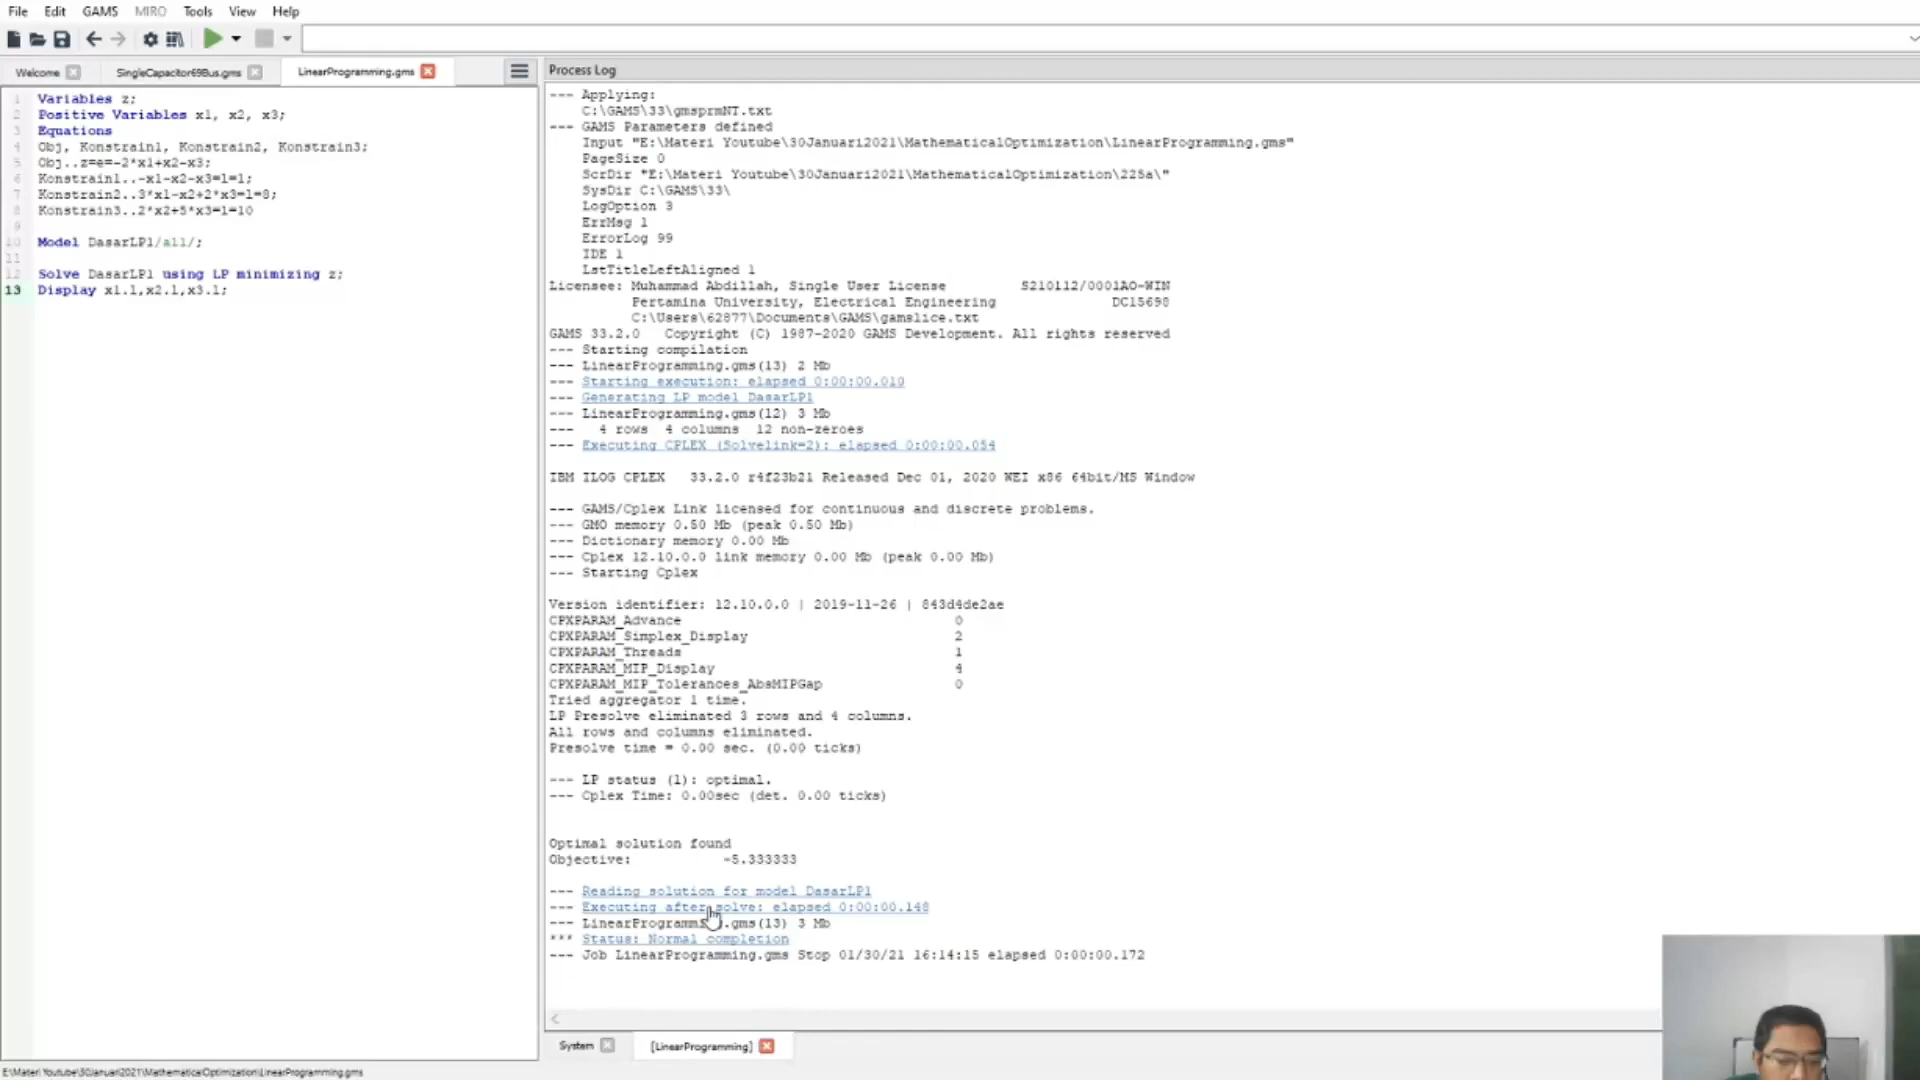 File Edit GAMS MIRO Tools View Help
Welcome SingleCapacitor69Bus.gms LinearProgramming.gms
Process Log
1 Variables z;
2 Positive Variables x1, x2, x3;
3 Equations
4 Obj, Konstrain1, Konstrain2, Konstrain3;
5 Obj..z=e=-2*x1+x2-x3;
6 Konstrain1..-x1-x2-x3=l=1;
7 Konstrain2..3*x1-x2+2*x3=l=8;
8 Konstrain3..2*x2+5*x3=l=10
9
10 Model DasarLP1/all/;
11
12 Solve DasarLP1 using LP minimizing z;
13 Display x1.l,x2.l,x3.l;
--- Applying:
C:\GAMS\33\gmsprmNT.txt
--- GAMS Parameters defined
Input "E:\Materi Youtube\30Januari2021\MathematicalOptimization\LinearProgramming.gms"
PageSize 0
ScrDir "E:\Materi Youtube\30Januari2021\MathematicalOptimization\225a\"
SysDir C:\GAMS\33\
LogOption 3
ErrMsg 1
ErrorLog 99
IDE 1
LstTitleLeftAligned 1
Licensee: Muhammad Abdillah, Single User License S210112/0001AO-WIN
Pertamina University, Electrical Engineering DC15698
C:\Users\62877\Documents\GAMS\gamslice.txt
GAMS 33.2.0 Copyright (C) 1987-2020 GAMS Development. All rights reserved
--- Starting compilation
--- LinearProgramming.gms(13) 2 Mb
--- Starting execution: elapsed 0:00:00.010
--- Generating LP model DasarLP1
--- LinearProgramming.gms(12) 3 Mb
--- 4 rows 4 columns 12 non-zeroes
--- Executing CPLEX (Solvelink=2): elapsed 0:00:00.054
IBM ILOG CPLEX 33.2.0 r4f23b21 Released Dec 01, 2020 WEI x86 64bit/MS Window
--- GAMS/Cplex Link licensed for continuous and discrete problems.
--- GMO memory 0.50 Mb (peak 0.50 Mb)
--- Dictionary memory 0.00 Mb
--- Cplex 12.10.0.0 link memory 0.00 Mb (peak 0.00 Mb)
--- Starting Cplex
Version identifier: 12.10.0.0 | 2019-11-26 | 843d4de2ae
CPXPARAM_Advance 0
CPXPARAM_Simplex_Display 2
CPXPARAM_Threads 1
CPXPARAM_MIP_Display 4
CPXPARAM_MIP_Tolerances_AbsMIPGap 0
Tried aggregator 1 time.
LP Presolve eliminated 3 rows and 4 columns.
All rows and columns eliminated.
Presolve time = 0.00 sec. (0.00 ticks)
--- LP status (1): optimal.
--- Cplex Time: 0.00sec (det. 0.00 ticks)
Optimal solution found
Objective: -5.333333
--- Reading solution for model DasarLP1
--- Executing after solve: elapsed 0:00:00.148
--- LinearProgramming.gms(13) 3 Mb
*** Status: Normal completion
--- Job LinearProgramming.gms Stop 01/30/21 16:14:15 elapsed 0:00:00.172
System [LinearProgramming]
E:\Materi Youtube\30Januari2021\MathematicalOptimization\LinearProgramming.gms